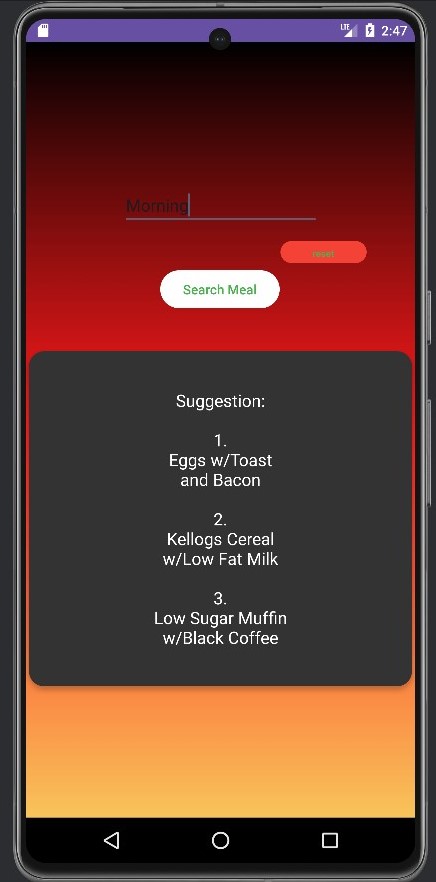 LTE 2:47
Morning
reset
Search Meal
Suggestion:
1.
Eggs w/Toast
and Bacon
2.
Kellogs Cereal
w/Low Fat Milk
3.
Low Sugar Muffin
w/Black Coffee